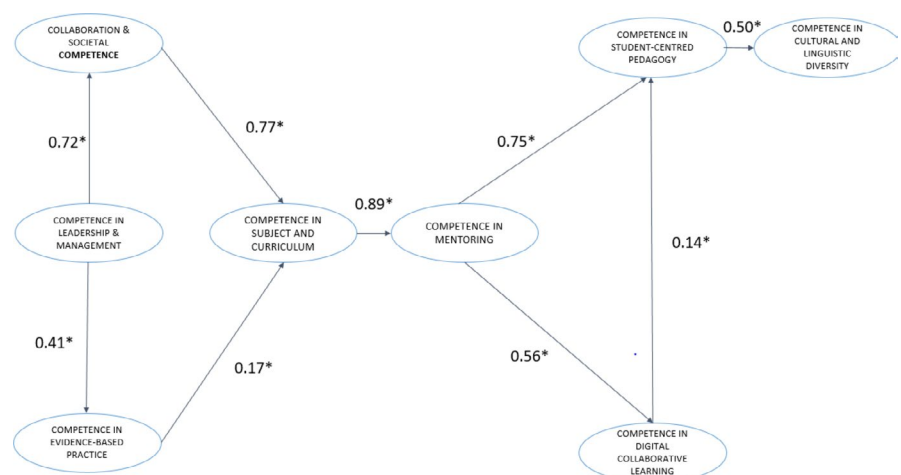 COLLABORATION &
SOCIETAL
COMPETENCE
COMPETENCE IN
STUDENT-CENTRED
PEDAGOGY
0.50*
COMPETENCE IN
CULTURAL AND
LINGUISTIC
DIVERSITY
0.72*
0.77*
0.75*
COMPETENCE IN
LEADERSHIP &
MANAGEMENT
COMPETENCE IN
SUBJECT AND
CURRICULUM
0.89*
COMPETENCE IN
MENTORING
0.14*
0.41*
0.17*
0.56*
COMPETENCE IN
EVIDENCE-BASED
PRACTICE
COMPETENCE IN
DIGITAL
COLLABORATIVE
LEARNING